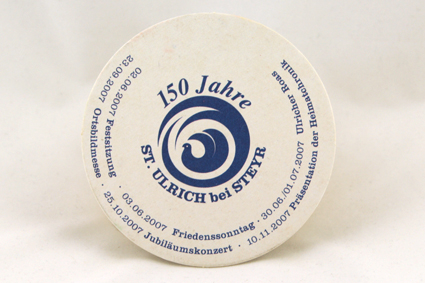 150 Jahre
ST. ULRICH bei STEYR
02.06.2007 Festsitzung · 03.06.2007 Friedenssonntag · 30.06/01.07.2007 Ulricher Roas
23.09.2007 Ortsbildmesse · 25.10.2007 Jubiläumskonzert · 10.11.2007 Präsentation der Heimatchronik